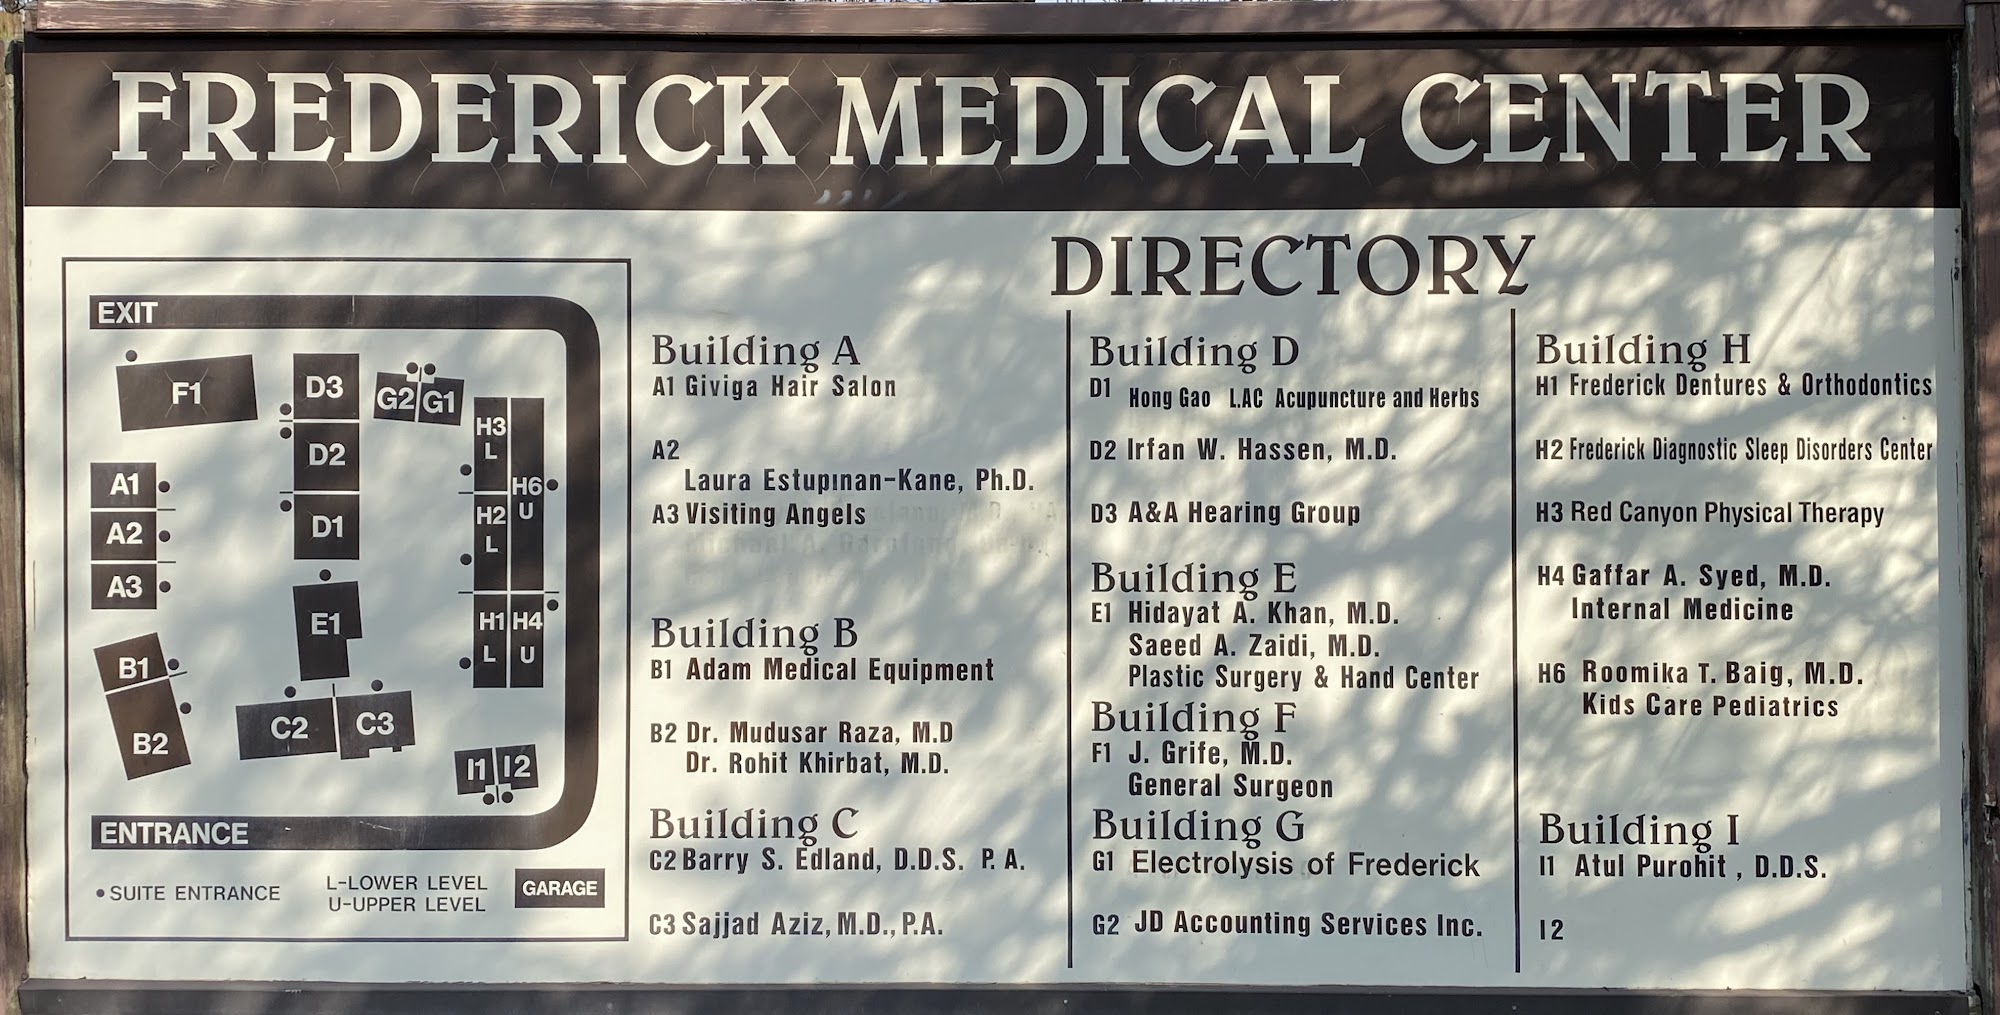 FREDERICK MEDICAL CENTER
DIRECTORY
EXIT
F1
D3
G2 G1
H3
L
D2
H6
U
A1
H2
L
D1
A2
A3
E1
H1
L
H4
U
B1
C2
C3
B2
I1 I2
ENTRANCE
• SUITE ENTRANCE
L-LOWER LEVEL
U-UPPER LEVEL
GARAGE
Building A
A1 Giviga Hair Salon
A2
Laura Estupinan-Kane, Ph.D.
A3 Visiting Angels
Building B
B1 Adam Medical Equipment
B2 Dr. Mudusar Raza, M.D
Dr. Rohit Khirbat, M.D.
Building C
C2 Barry S. Edland, D.D.S. P. A.
C3 Sajjad Aziz, M.D., P.A.
Building D
D1 Hong Gao L.AC Acupuncture and Herbs
D2 Irfan W. Hassen, M.D.
D3 A&A Hearing Group
Building E
E1 Hidayat A. Khan, M.D.
Saeed A. Zaidi, M.D.
Plastic Surgery & Hand Center
Building F
F1 J. Grife, M.D.
General Surgeon
Building G
G1 Electrolysis of Frederick
G2 JD Accounting Services Inc.
Building H
H1 Frederick Dentures & Orthodontics
H2 Frederick Diagnostic Sleep Disorders Center
H3 Red Canyon Physical Therapy
H4 Gaffar A. Syed, M.D.
Internal Medicine
H6 Roomika T. Baig, M.D.
Kids Care Pediatrics
Building I
I1 Atul Purohit , D.D.S.
I2